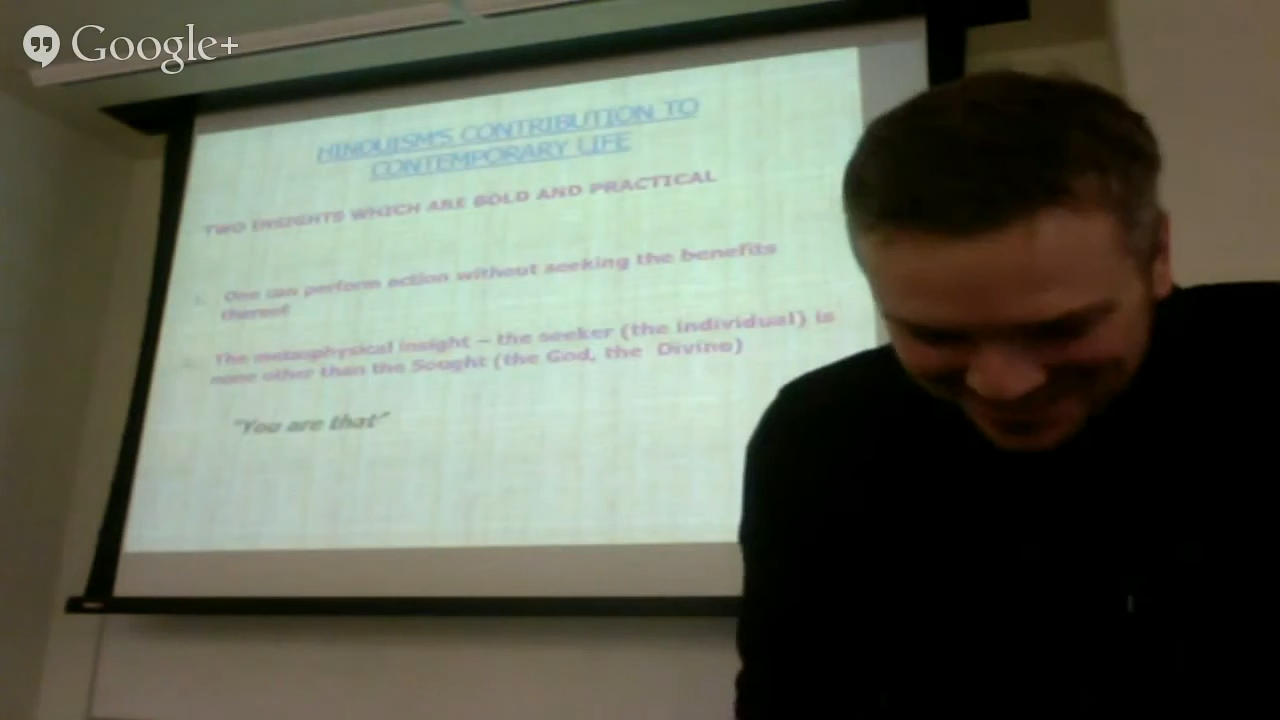 Google+
HINDUISM'S CONTRIBUTION TO
CONTEMPORARY LIFE
TWO INSIGHTS WHICH ARE BOLD AND PRACTICAL
One can perform action without seeking the benefits
thereof
The metaphysical insight – the seeker (the individual) is
none other than the Sought (the God, the Divine)
"You are that"